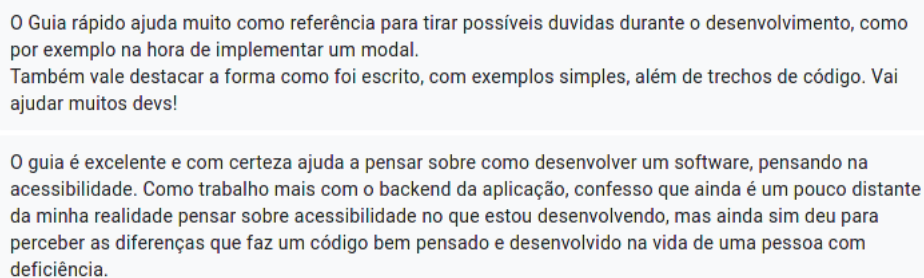 O Guia rápido ajuda muito como referência para tirar possíveis duvidas durante o desenvolvimento, como
por exemplo na hora de implementar um modal.
Também vale destacar a forma como foi escrito, com exemplos simples, além de trechos de código. Vai
ajudar muitos devs!
O guia é excelente e com certeza ajuda a pensar sobre como desenvolver um software, pensando na
acessibilidade. Como trabalho mais com o backend da aplicação, confesso que ainda é um pouco distante
da minha realidade pensar sobre acessibilidade no que estou desenvolvendo, mas ainda sim deu para
perceber as diferenças que faz um código bem pensado e desenvolvido na vida de uma pessoa com
deficiência.